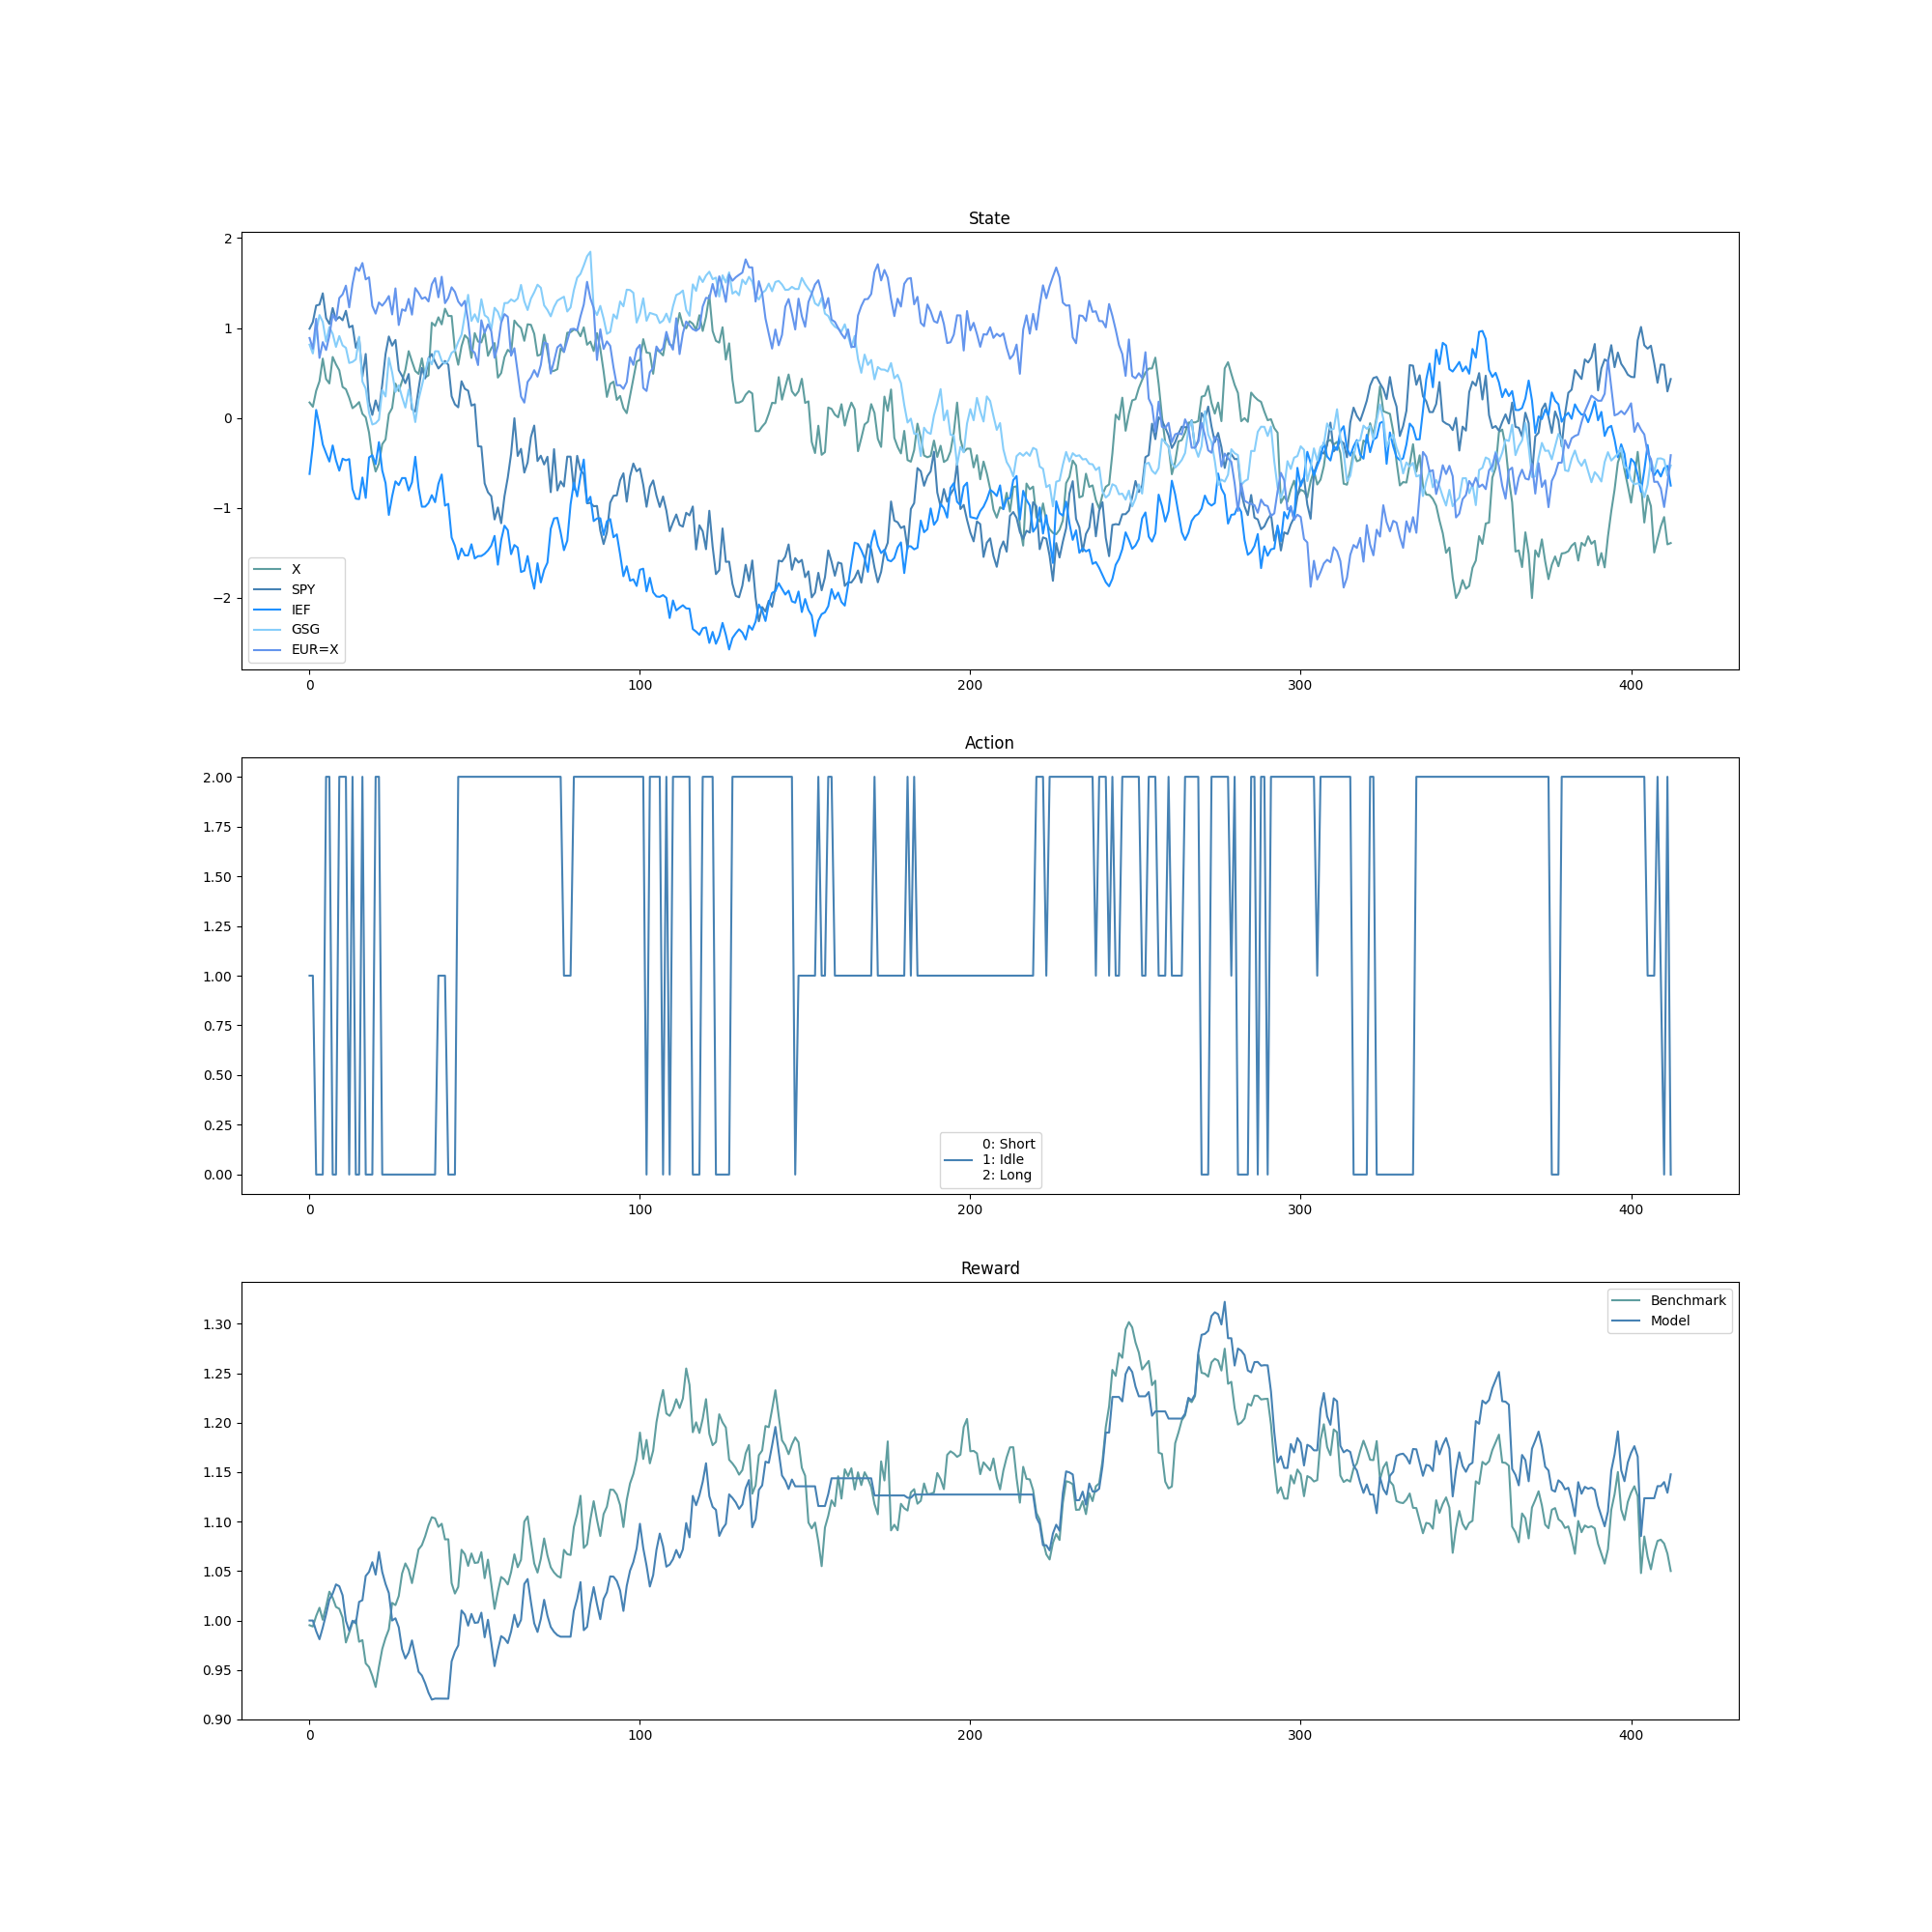 State
2
1
0
−1
−2
X
SPY
IEF
GSG
EUR=X
0 100 200 300 400
Action
2.00
1.75
1.50
1.25
1.00
0.75
0.50
0.25
0.00
0: Short
1: Idle
2: Long
0 100 200 300 400
Reward
1.30
1.25
1.20
1.15
1.10
1.05
1.00
0.95
0.90
Benchmark
Model
0 100 200 300 400